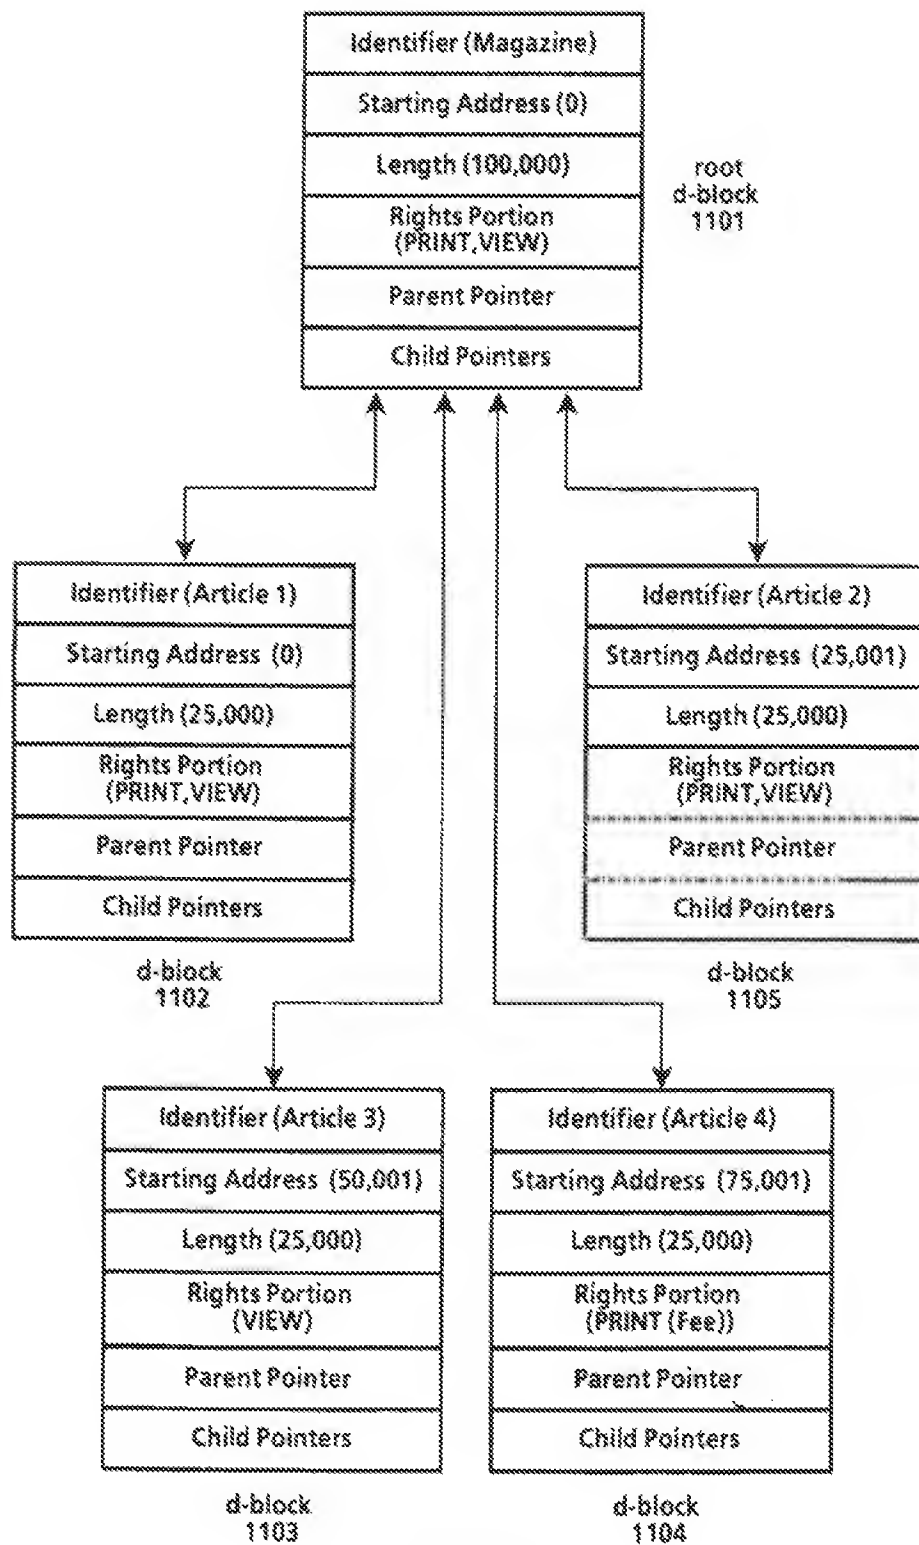 Identifier (Magazine)
Starting Address (0)
Length (100,000)
Rights Portion
(PRINT,VIEW)
Parent Pointer
Child Pointers
root
d-block
1101
Identifier (Article 1)
Starting Address (0)
Length (25,000)
Rights Portion
(PRINT,VIEW)
Parent Pointer
Child Pointers
d-block
1102
Identifier (Article 2)
Starting Address (25,001)
Length (25,000)
Rights Portion
(PRINT,VIEW)
Parent Pointer
Child Pointers
d-block
1105
Identifier (Article 3)
Starting Address (50,001)
Length (25,000)
Rights Portion
(VIEW)
Parent Pointer
Child Pointers
d-block
1103
Identifier (Article 4)
Starting Address (75,001)
Length (25,000)
Rights Portion
(PRINT (Fee))
Parent Pointer
Child Pointers
d-block
1104